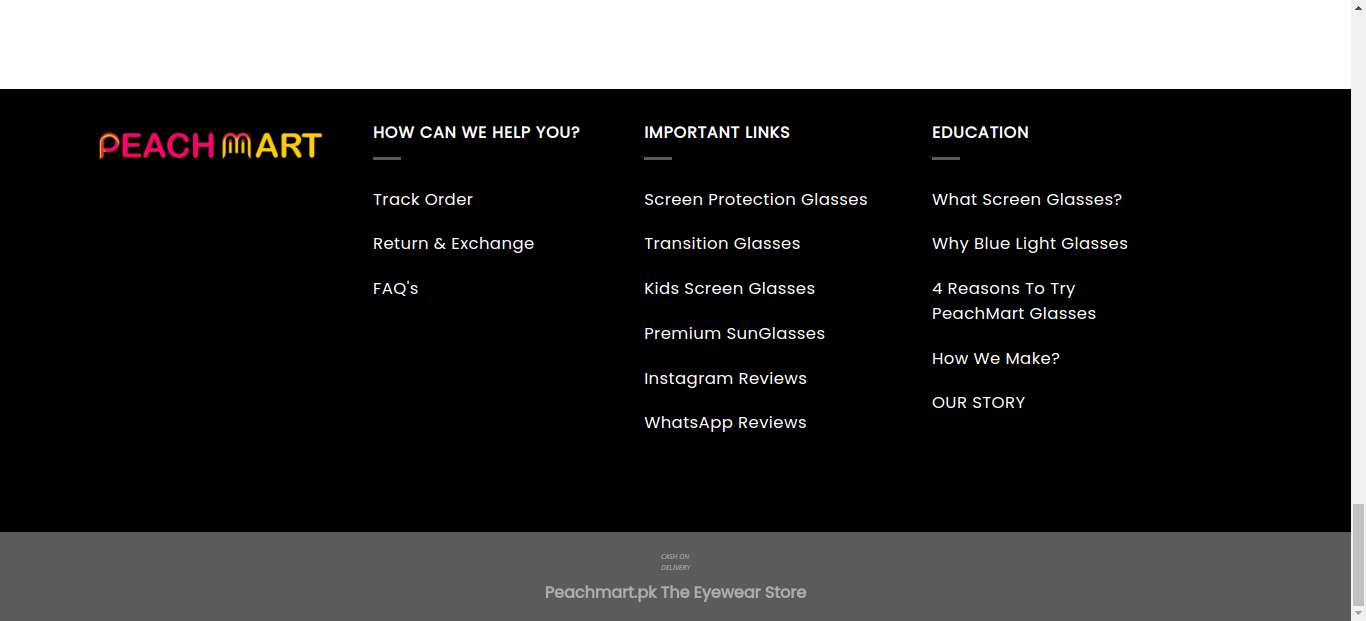 PEACH MART
HOW CAN WE HELP YOU?
Track Order
Return & Exchange
FAQ's
IMPORTANT LINKS
Screen Protection Glasses
Transition Glasses
Kids Screen Glasses
Premium SunGlasses
Instagram Reviews
WhatsApp Reviews
EDUCATION
What Screen Glasses?
Why Blue Light Glasses
4 Reasons To Try
PeachMart Glasses
How We Make?
OUR STORY
CASH ON
DELIVERY
Peachmart.pk The Eyewear Store